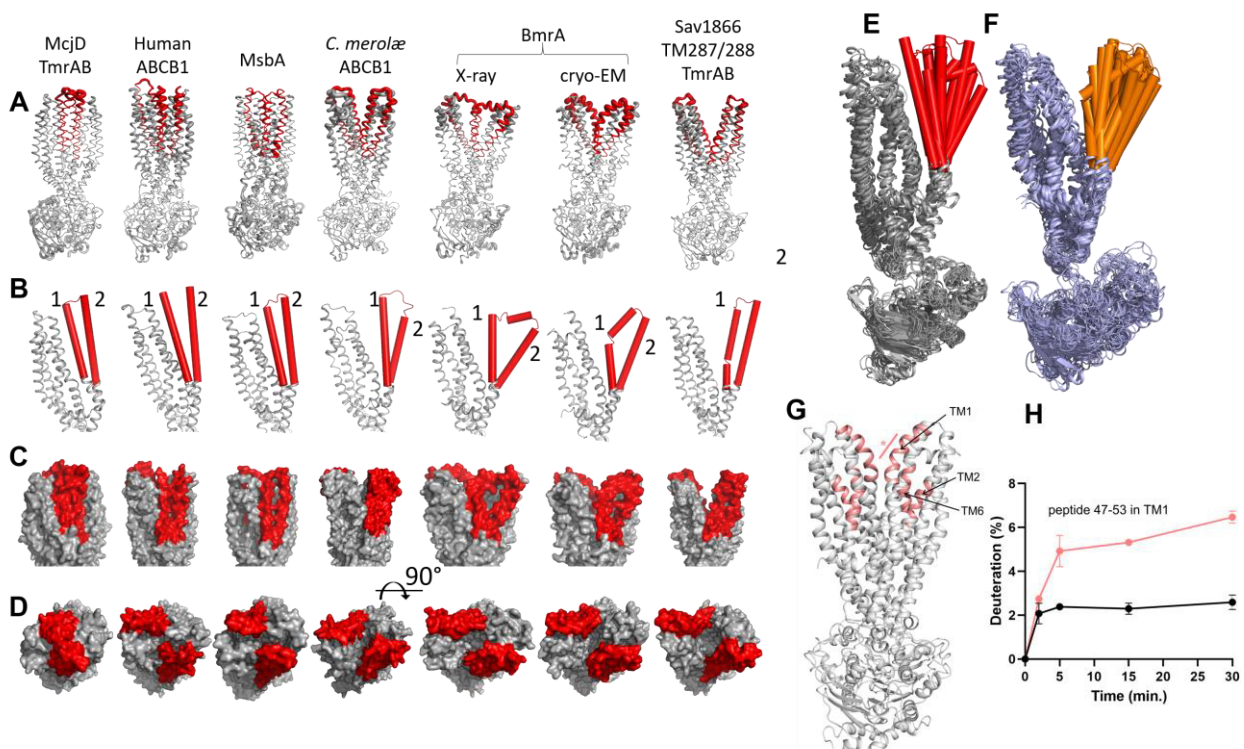 McjD
TmrAB
Human
ABCB1
MsbA
C. merolæ
ABCB1
BmrA
X-ray
cryo-EM
Sav1866
TM287/288
TmrAB
A
2
B
1
2
1
2
1
2
1
2
1
2
1
2
1
2
C
90°
D
E
F
G
TM1
TM2
TM6
*
H
Deuteration (%)
8
6
4
2
0
peptide 47-53 in TM1
0
5
10
15
20
25
30
Time (min.)